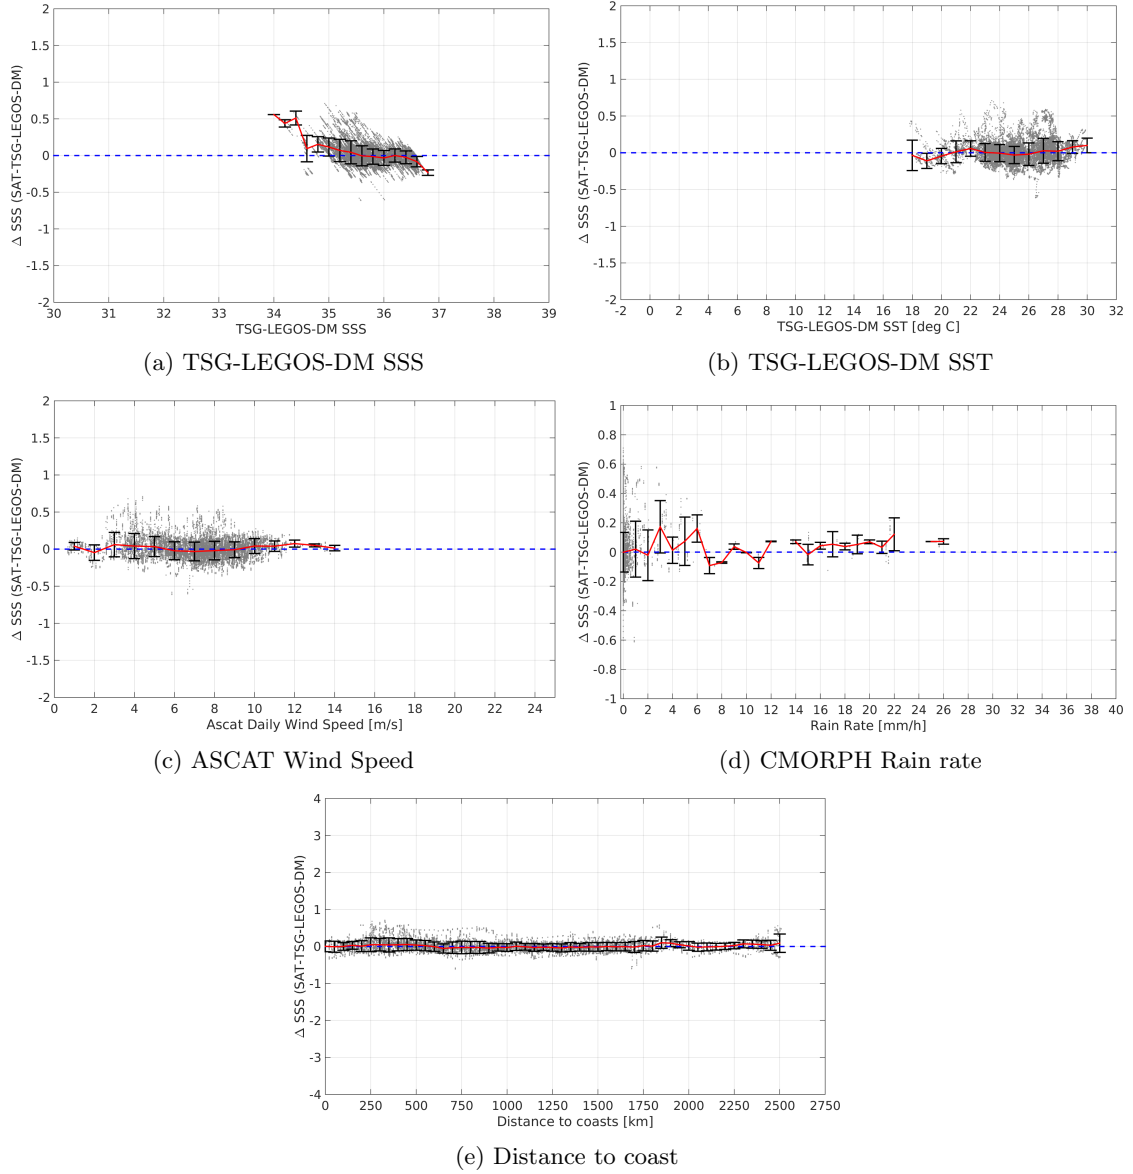 2
1.5
1
0.5
0
-0.5
-1
-1.5
-2
Δ SSS (SAT-TSG-LEGOS-DM)
30 31 32 33 34 35 36 37 38 39
TSG-LEGOS-DM SSS
(a) TSG-LEGOS-DM SSS
2
1.5
1
0.5
0
-0.5
-1
-1.5
-2
Δ SSS (SAT-TSG-LEGOS-DM)
-2 0 2 4 6 8 10 12 14 16 18 20 22 24 26 28 30 32
TSG-LEGOS-DM SST [deg C]
(b) TSG-LEGOS-DM SST
2
1.5
1
0.5
0
-0.5
-1
-1.5
-2
Δ SSS (SAT-TSG-LEGOS-DM)
0 2 4 6 8 10 12 14 16 18 20 22 24
Ascat Daily Wind Speed [m/s]
(c) ASCAT Wind Speed
1
0.8
0.6
0.4
0.2
0
-0.2
-0.4
-0.6
-0.8
-1
Δ SSS (SAT-TSG-LEGOS-DM)
0 2 4 6 8 10 12 14 16 18 20 22 24 26 28 30 32 34 36 38 40
Rain Rate [mm/h]
(d) CMORPH Rain rate
4
3
2
1
0
-1
-2
-3
-4
Δ SSS (SAT-TSG-LEGOS-DM)
0 250 500 750 1000 1250 1500 1750 2000 2250 2500 2750
Distance to coasts [km]
(e) Distance to coast